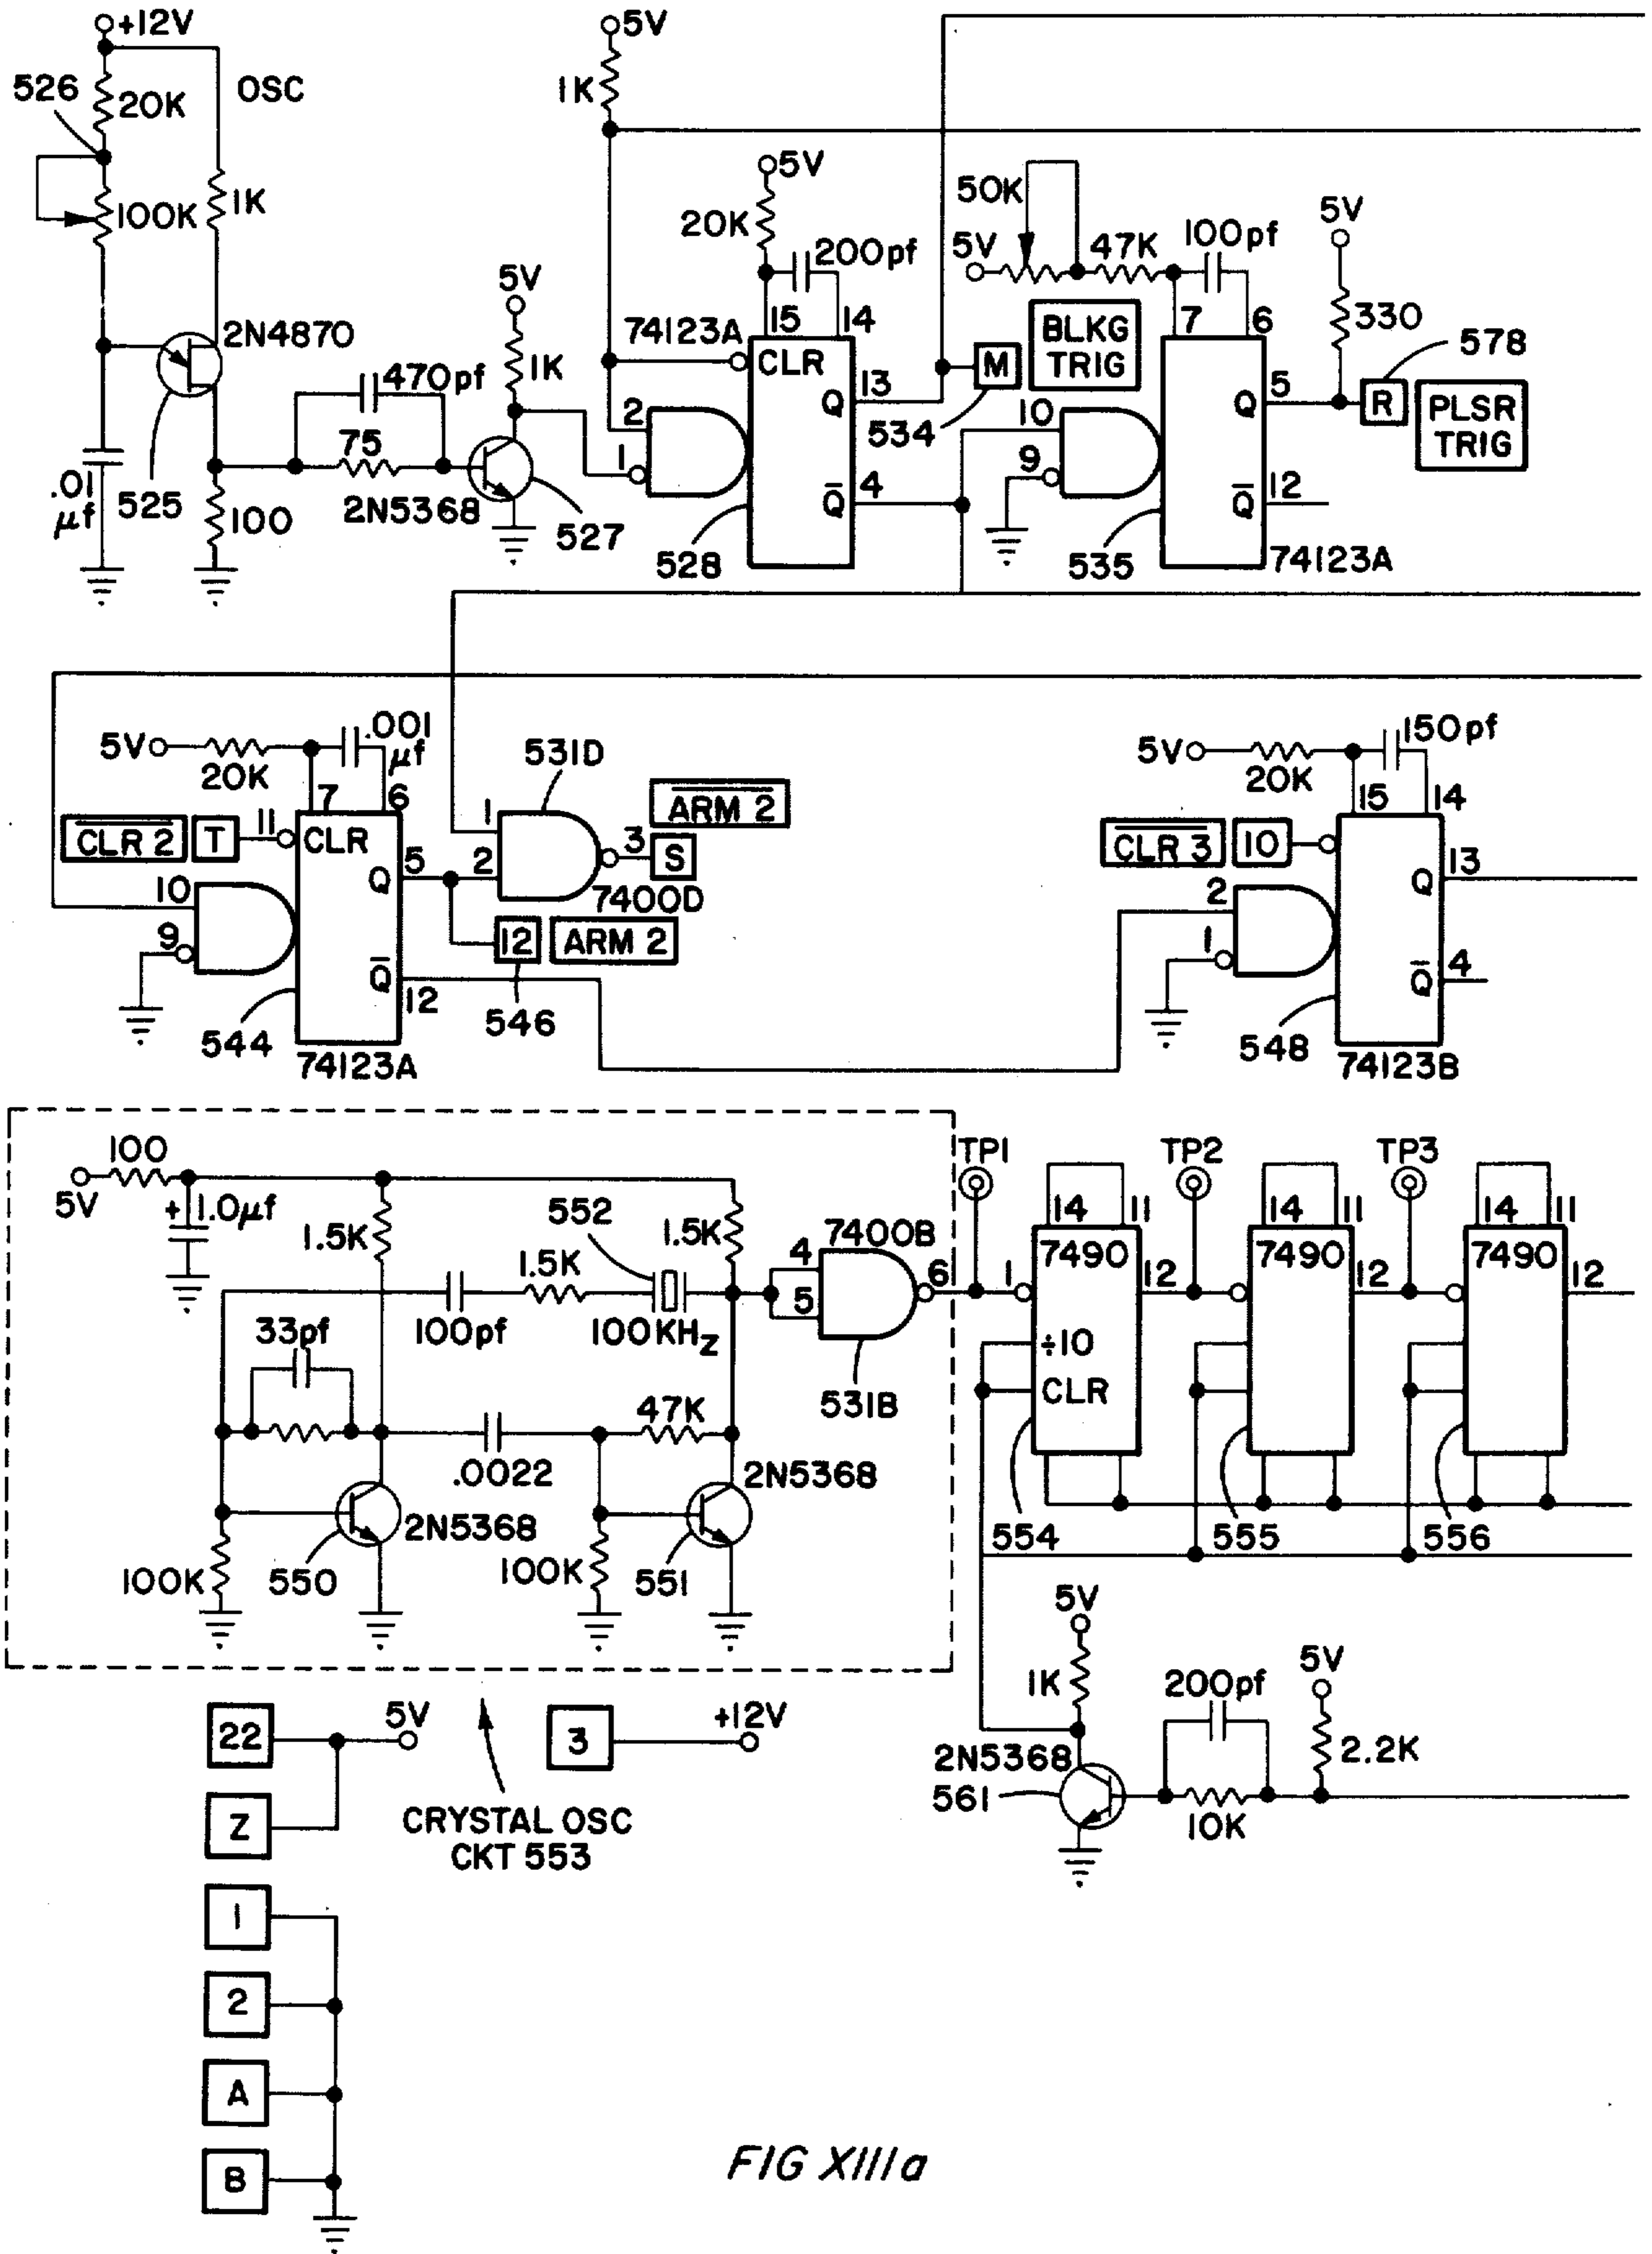 +12V
5V
526
20K
OSC
1K
100K
1K
5V
20K
200pf
50K
5V
47K
100pf
5V
330
5V
1K
2N4870
470pf
75
.01
μf
525
100
2N5368
527
74123A
15
14
CLR
2
1
Q
13
Q̅
4
528
M
534
BLKG
TRIG
7
6
10
9
Q
5
Q̅
12
535
74123A
578
R
PLSR
TRIG
5V
20K
.001
μf
7
6
C̅L̅R̅ ̅2̅
T
11
CLR
10
9
Q
5
Q̅
12
544
74123A
531D
1
2
3
S
A̅R̅M̅ ̅2̅
7400D
12
ARM 2
546
5V
20K
150pf
15
14
C̅L̅R̅ ̅3̅
10
2
1
Q
13
Q̅
4
548
74123B
100
5V
+
1.0μf
1.5K
552
1.5K
1.5K
7400B
4
5
6
33pf
100pf
100KHz
531B
47K
.0022
2N5368
2N5368
100K
550
100K
551
TP1
TP2
TP3
14
11
14
11
14
11
7490
7490
7490
1
12
12
12
÷10
CLR
554
555
556
5V
1K
200pf
5V
2.2K
2N5368
561
10K
22
5V
3
+12V
Z
CRYSTAL OSC
CKT 553
1
2
A
B
FIG XIIIa